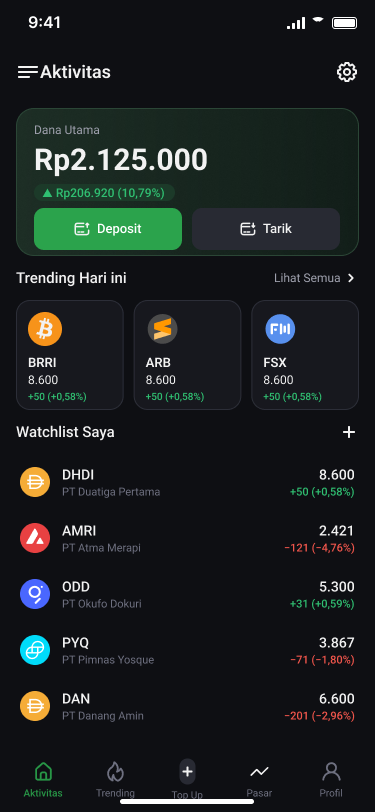 9:41
Aktivitas
Dana Utama
Rp2.125.000
▲ Rp206.920 (10,79%)
Deposit
Tarik
Trending Hari ini
Lihat Semua
BRRI
8.600
+50 (+0,58%)
ARB
8.600
+50 (+0,58%)
FSX
8.600
+50 (+0,58%)
Watchlist Saya
DHDI
8.600
PT Duatiga Pertama
+50 (+0,58%)
AMRI
2.421
PT Atma Merapi
−121 (−4,76%)
ODD
5.300
PT Okufo Dokuri
+31 (+0,59%)
PYQ
3.867
PT Pimnas Yosque
−71 (−1,80%)
DAN
6.600
PT Danang Amin
−201 (−2,96%)
Aktivitas
Trending
Top Up
Pasar
Profil